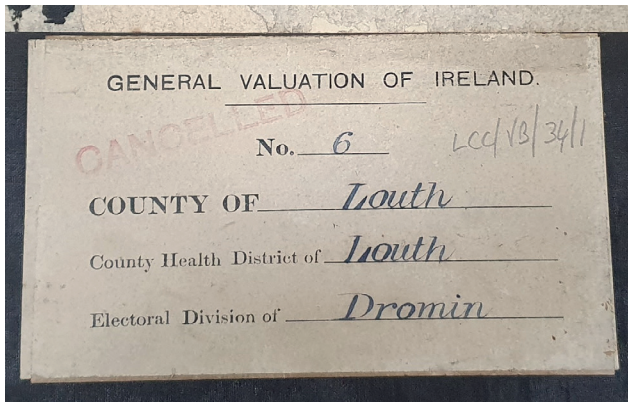 GENERAL VALUATION OF IRELAND.
CANCELLED
No. 6
LCC/VB/34/1
COUNTY OF Louth
County Health District of Louth
Electoral Division of Dromin